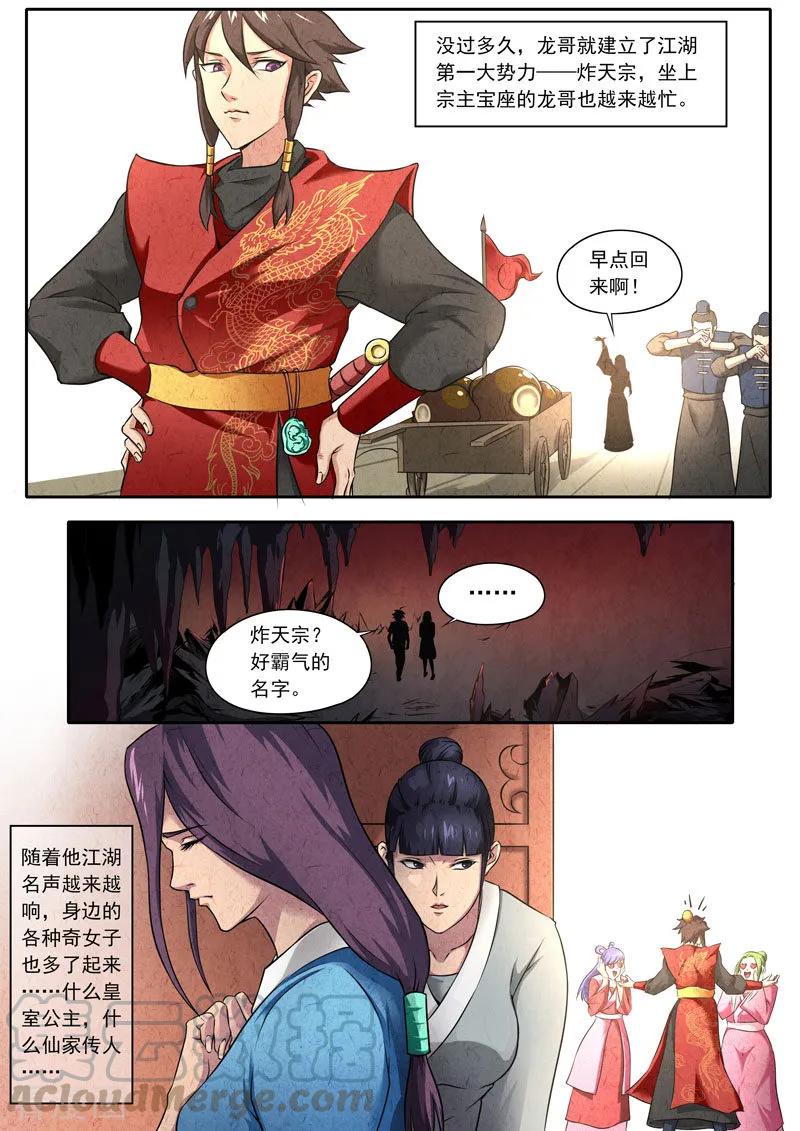 没过多久，龙哥就建立了江湖
第一大势力——炸天宗，坐上
宗主宝座的龙哥也越来越忙。
早点回
来啊！
……
炸天宗？
好霸气的
名字。
随着他江湖
名声越来越
响，身边的
各种奇女子
也多了起来
……什么皇
室公主，什
么仙家传人
……
集云数据
ACloudMerge.com